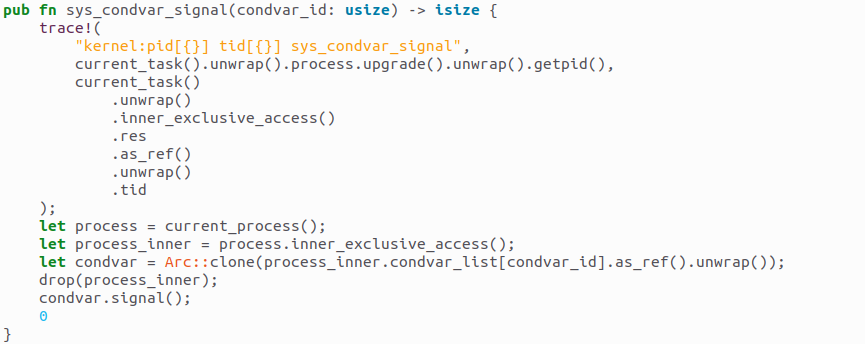 pub fn sys_condvar_signal(condvar_id: usize) -> isize {
    trace!(
        "kernel:pid[{}] tid[{}] sys_condvar_signal",
        current_task().unwrap().process.upgrade().unwrap().getpid(),
        current_task()
            .unwrap()
            .inner_exclusive_access()
            .res
            .as_ref()
            .unwrap()
            .tid
    );
    let process = current_process();
    let process_inner = process.inner_exclusive_access();
    let condvar = Arc::clone(process_inner.condvar_list[condvar_id].as_ref().unwrap());
    drop(process_inner);
    condvar.signal();
    0
}